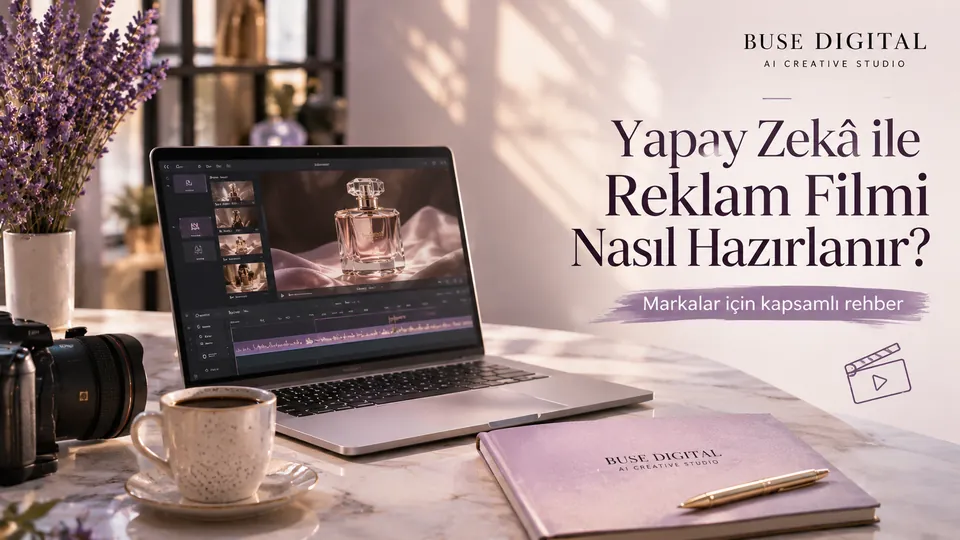 BUSE DIGITAL
AI CREATIVE STUDIO
Yapay Zekâ ile
Reklam Filmi
Nasıl Hazırlanır?
Markalar için kapsamlı rehber
BUSE DIGITAL
AI CREATIVE STUDIO